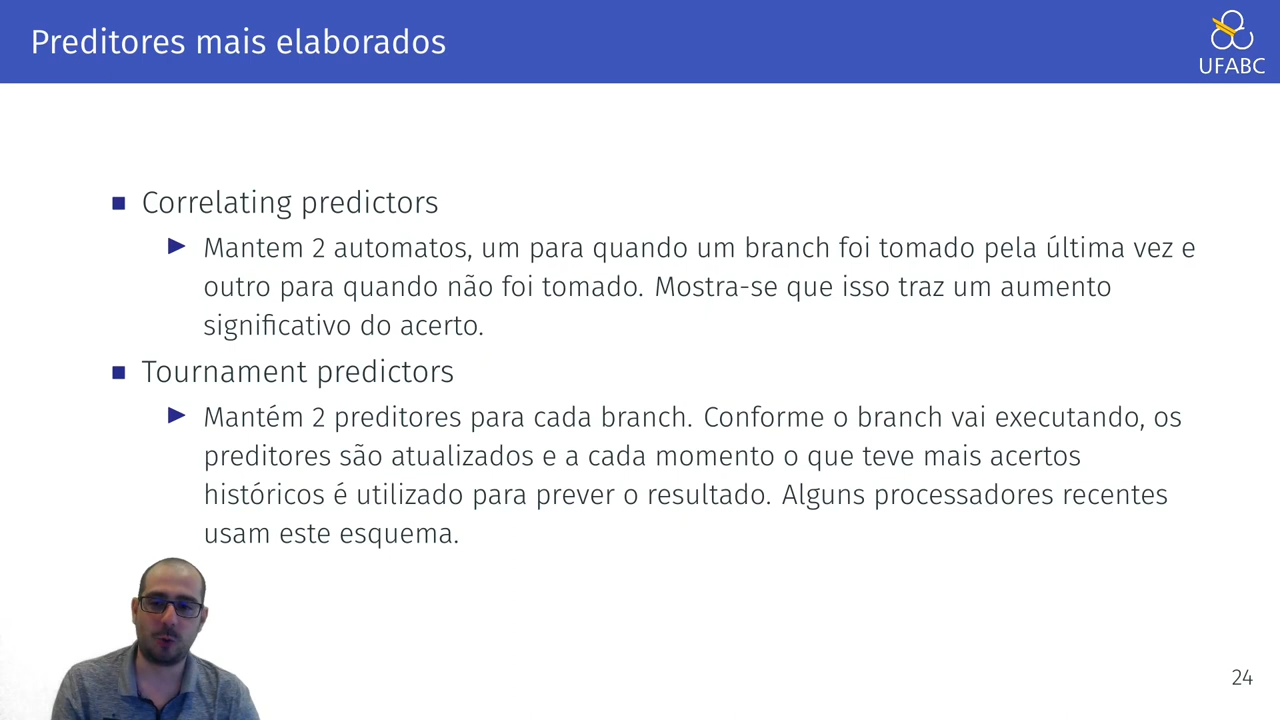 Preditores mais elaborados
UFABC
Correlating predictors
Mantem 2 automatos, um para quando um branch foi tomado pela última vez e
outro para quando não foi tomado. Mostra-se que isso traz um aumento
significativo do acerto.
Tournament predictors
Mantém 2 preditores para cada branch. Conforme o branch vai executando, os
preditores são atualizados e a cada momento o que teve mais acertos
históricos é utilizado para prever o resultado. Alguns processadores recentes
usam este esquema.
24